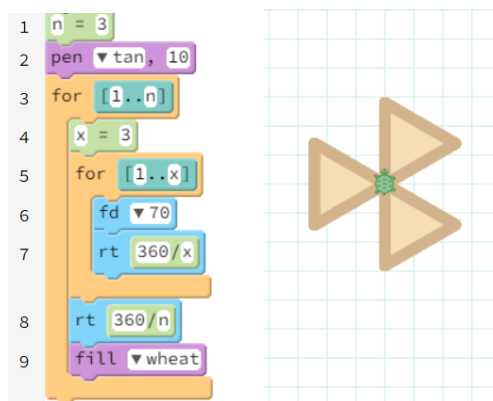 1 n = 3
2 pen ▼ tan, 10
3 for [1..n]
4 x = 3
5 for [1..x]
6 fd ▼ 70
7 rt 360/x
8 rt 360/n
9 fill ▼ wheat